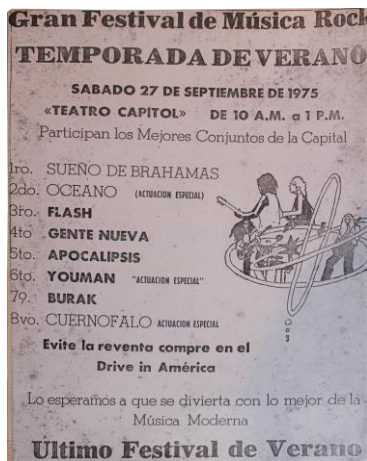 Gran Festival de Música Rock
TEMPORADA DE VERANO
SABADO 27 DE SEPTIEMBRE DE 1975
«TEATRO CAPITOL» DE 10 A.M. a 1 P.M.
Participan los Mejores Conjuntos de la Capital
1ro. SUEÑO DE BRAHAMAS
2do. OCEANO (ACTUACION ESPECIAL)
3ro. FLASH
4to GENTE NUEVA
5to. APOCALIPSIS
6to. YOUMAN "ACTUACION ESPECIAL"
79. BURAK
8vo. CUERNOFALO ACTUACION ESPECIAL
Evite la reventa compre en el
Drive in América
Lo esperamos a que se divierta con lo mejor de la
Música Moderna
Ultimo Festival de Verano